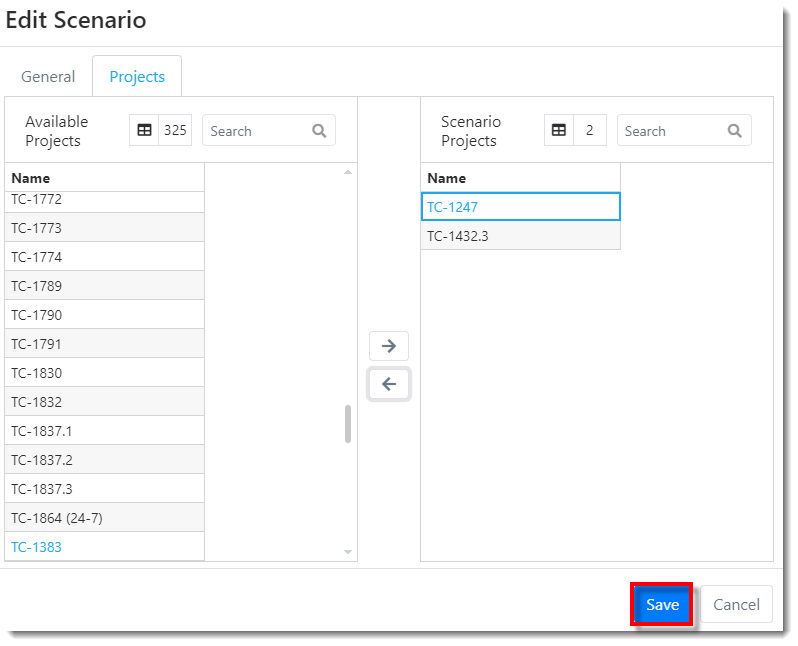 Edit Scenario
General Projects
Available
Projects
325
Search
Name
TC-1772
TC-1773
TC-1774
TC-1789
TC-1790
TC-1791
TC-1830
TC-1832
TC-1837.1
TC-1837.2
TC-1837.3
TC-1864 (24-7)
TC-1383
Scenario
Projects
2
Search
Name
TC-1247
TC-1432.3
Save Cancel